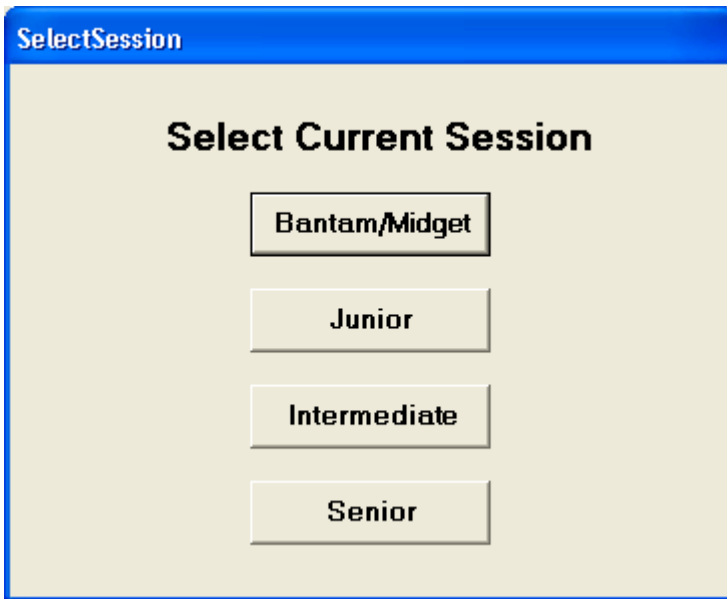 SelectSession
Select Current Session
Bantam/Midget
Junior
Intermediate
Senior